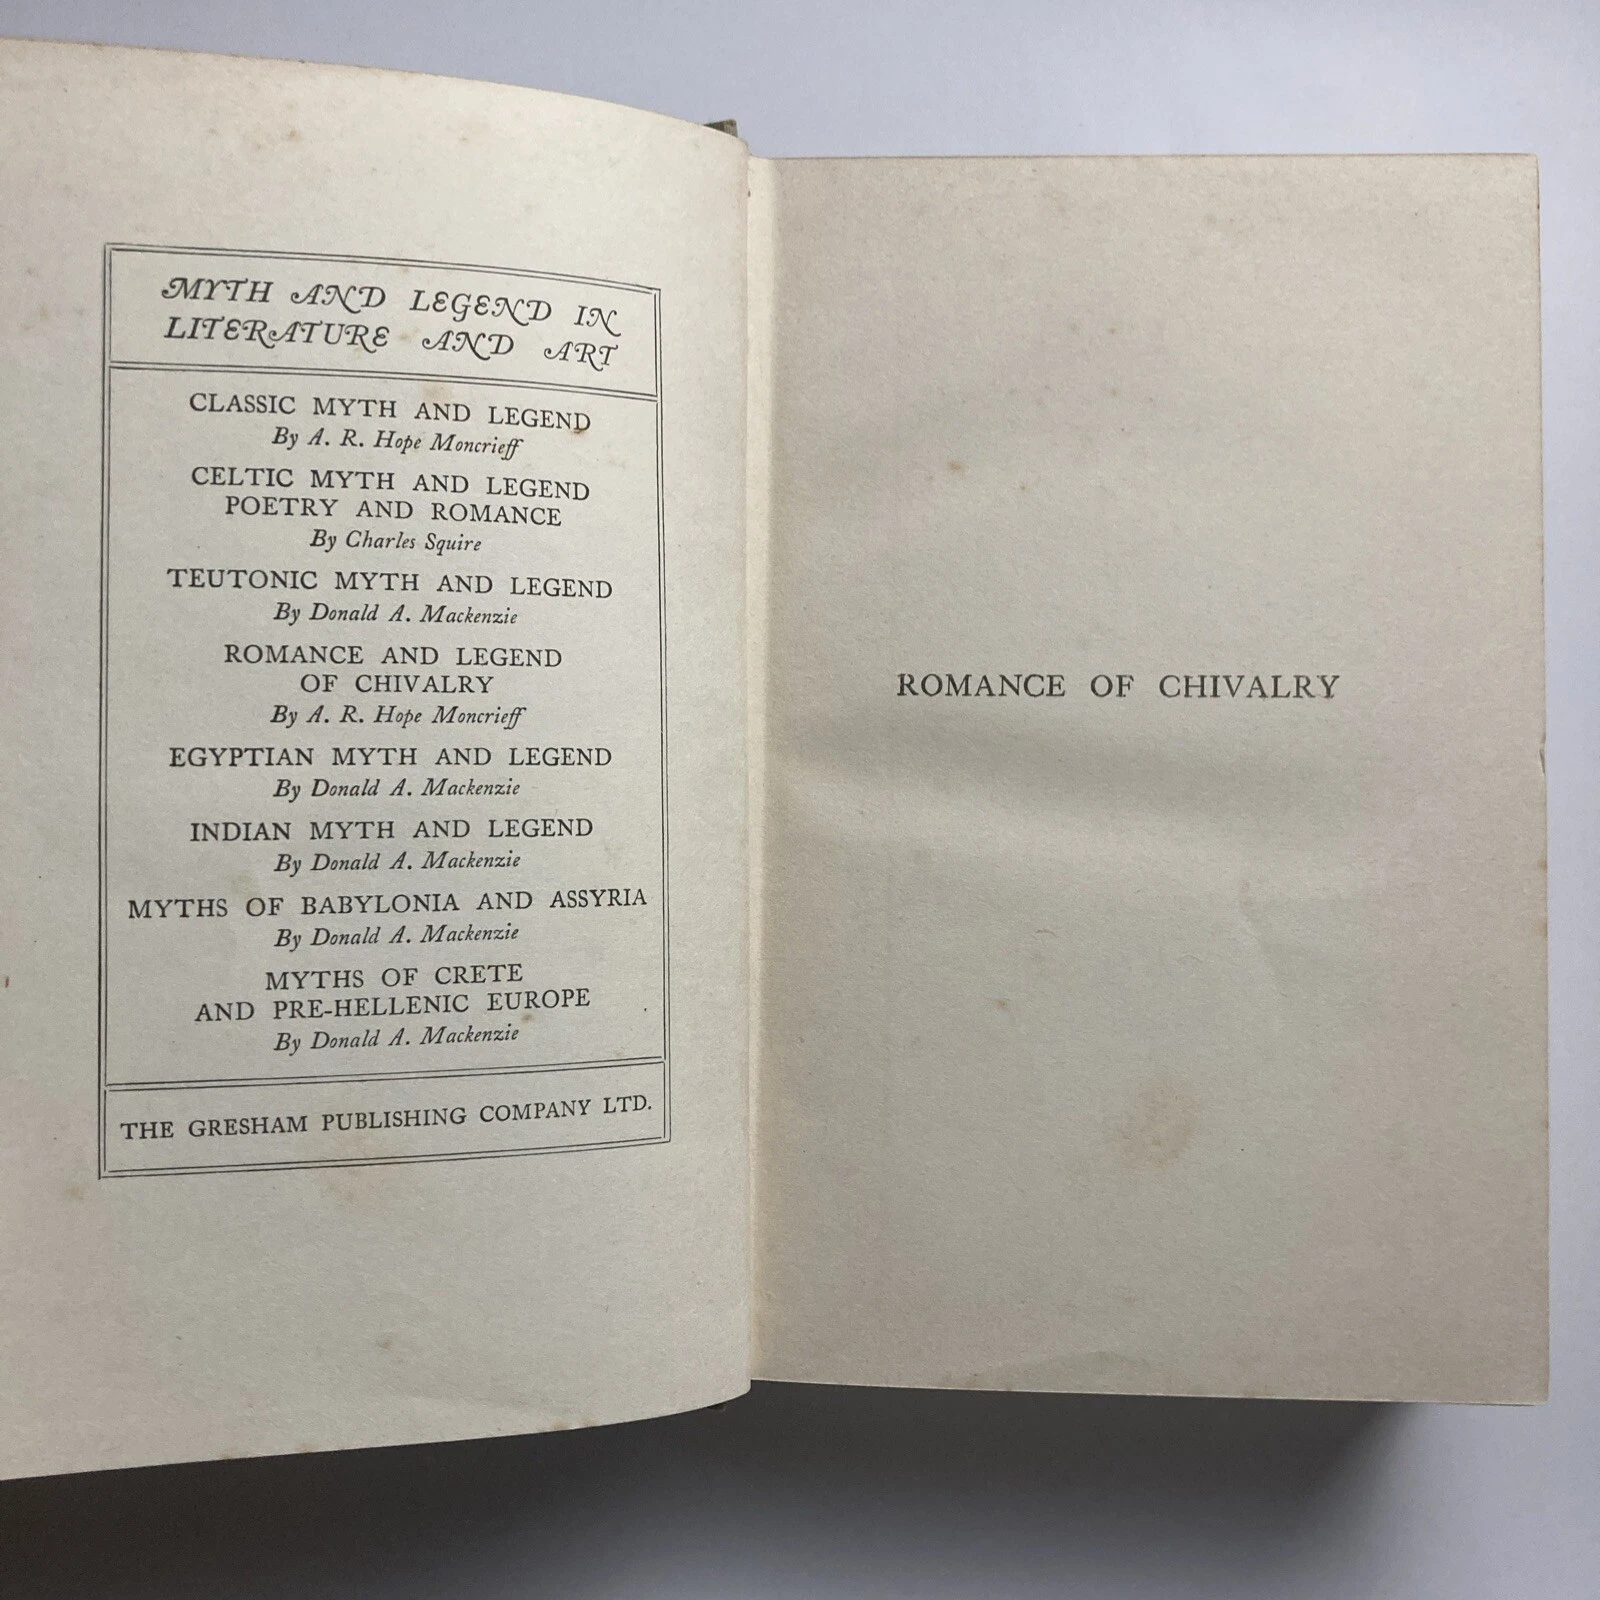 MYTH AND LEGEND IN
LITERATURE AND ART
CLASSIC MYTH AND LEGEND
By A. R. Hope Moncrieff
CELTIC MYTH AND LEGEND
POETRY AND ROMANCE
By Charles Squire
TEUTONIC MYTH AND LEGEND
By Donald A. Mackenzie
ROMANCE AND LEGEND
OF CHIVALRY
By A. R. Hope Moncrieff
EGYPTIAN MYTH AND LEGEND
By Donald A. Mackenzie
INDIAN MYTH AND LEGEND
By Donald A. Mackenzie
MYTHS OF BABYLONIA AND ASSYRIA
By Donald A. Mackenzie
MYTHS OF CRETE
AND PRE-HELLENIC EUROPE
By Donald A. Mackenzie
THE GRESHAM PUBLISHING COMPANY LTD.
ROMANCE OF CHIVALRY